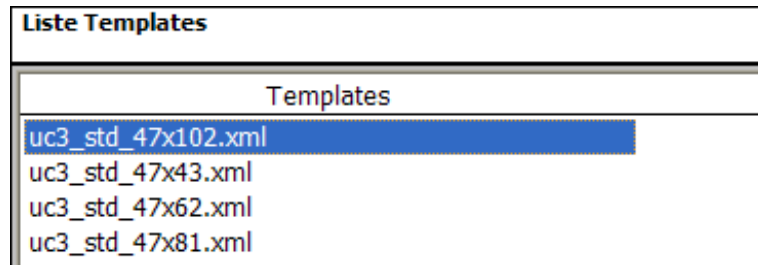 Liste Templates
Templates
uc3_std_47x102.xml
uc3_std_47x43.xml
uc3_std_47x62.xml
uc3_std_47x81.xml